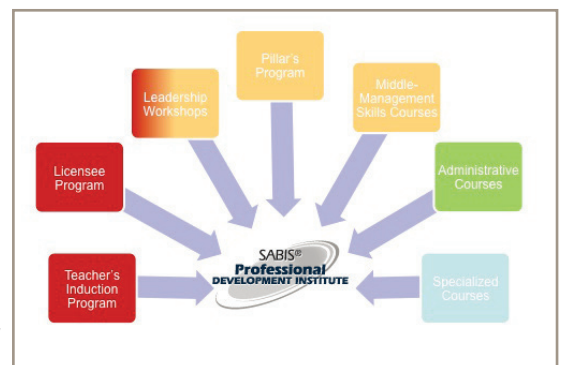 Pillar's
Program
Leadership
Workshops
Middle-
Management
Skills Courses
Licensee
Program
Administrative
Courses
Teacher's
Induction
Program
SABIS®
Professional
DEVELOPMENT INSTITUTE
Specialized
Courses